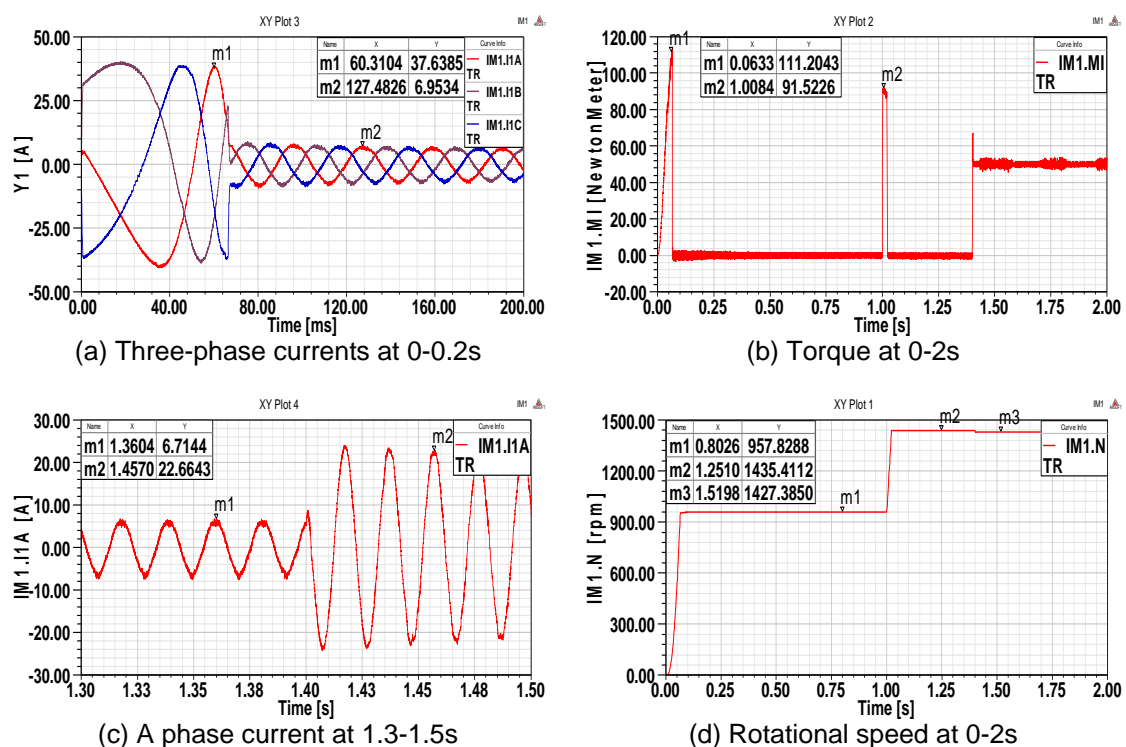 XY Plot 3
IM1
Name X Y
m1 60.3104 37.6385
m2 127.4826 6.9534
Curve Info
IM1.I1A
TR
IM1.I1B
TR
IM1.I1C
TR
m1
m2
Y1 [A]
50.00
25.00
0.00
-25.00
-50.00
0.00 40.00 80.00 120.00 160.00 200.00
Time [ms]
(a) Three-phase currents at 0-0.2s
XY Plot 2
IM1
Name X Y
m1 0.0633 111.2043
m2 1.0084 91.5226
Curve Info
IM1.MI
TR
m1
m2
IM1.MI [NewtonMeter]
120.00
100.00
80.00
60.00
40.00
20.00
0.00
-20.00
0.00 0.25 0.50 0.75 1.00 1.25 1.50 1.75 2.00
Time [s]
(b) Torque at 0-2s
XY Plot 4
IM1
Name X Y
m1 1.3604 6.7144
m2 1.4570 22.6643
Curve Info
IM1.I1A
TR
m1
m2
IM1.I1A [A]
30.00
20.00
10.00
0.00
-10.00
-20.00
-30.00
1.30 1.33 1.35 1.38 1.40 1.43 1.45 1.48 1.50
Time [s]
(c) A phase current at 1.3-1.5s
XY Plot 1
IM1
Name X Y
m1 0.8026 957.8288
m2 1.2510 1435.4112
m3 1.5198 1427.3850
Curve Info
IM1.N
TR
m1
m2
m3
IM1.N [rpm]
1500.00
1200.00
900.00
600.00
300.00
0.00
0.00 0.25 0.50 0.75 1.00 1.25 1.50 1.75 2.00
Time [s]
(d) Rotational speed at 0-2s